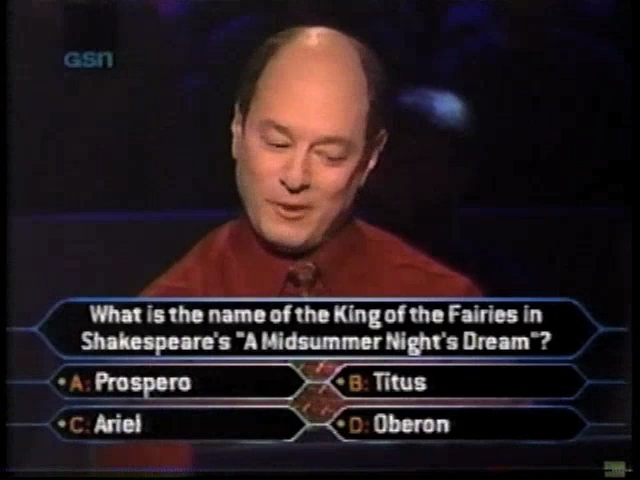 GSN
What is the name of the King of the Fairies in
Shakespeare's "A Midsummer Night's Dream"?
A: Prospero
B: Titus
C: Ariel
D: Oberon